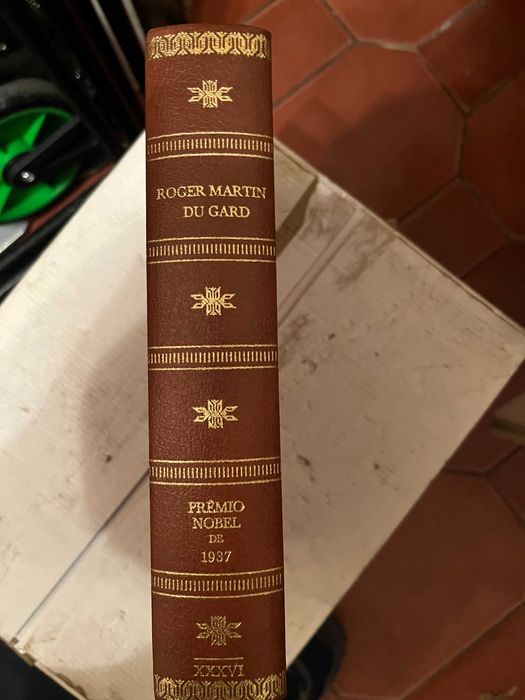 ROGER MARTIN
DU GARD
PRÊMIO
NOBEL
DE
1937
XXXVI